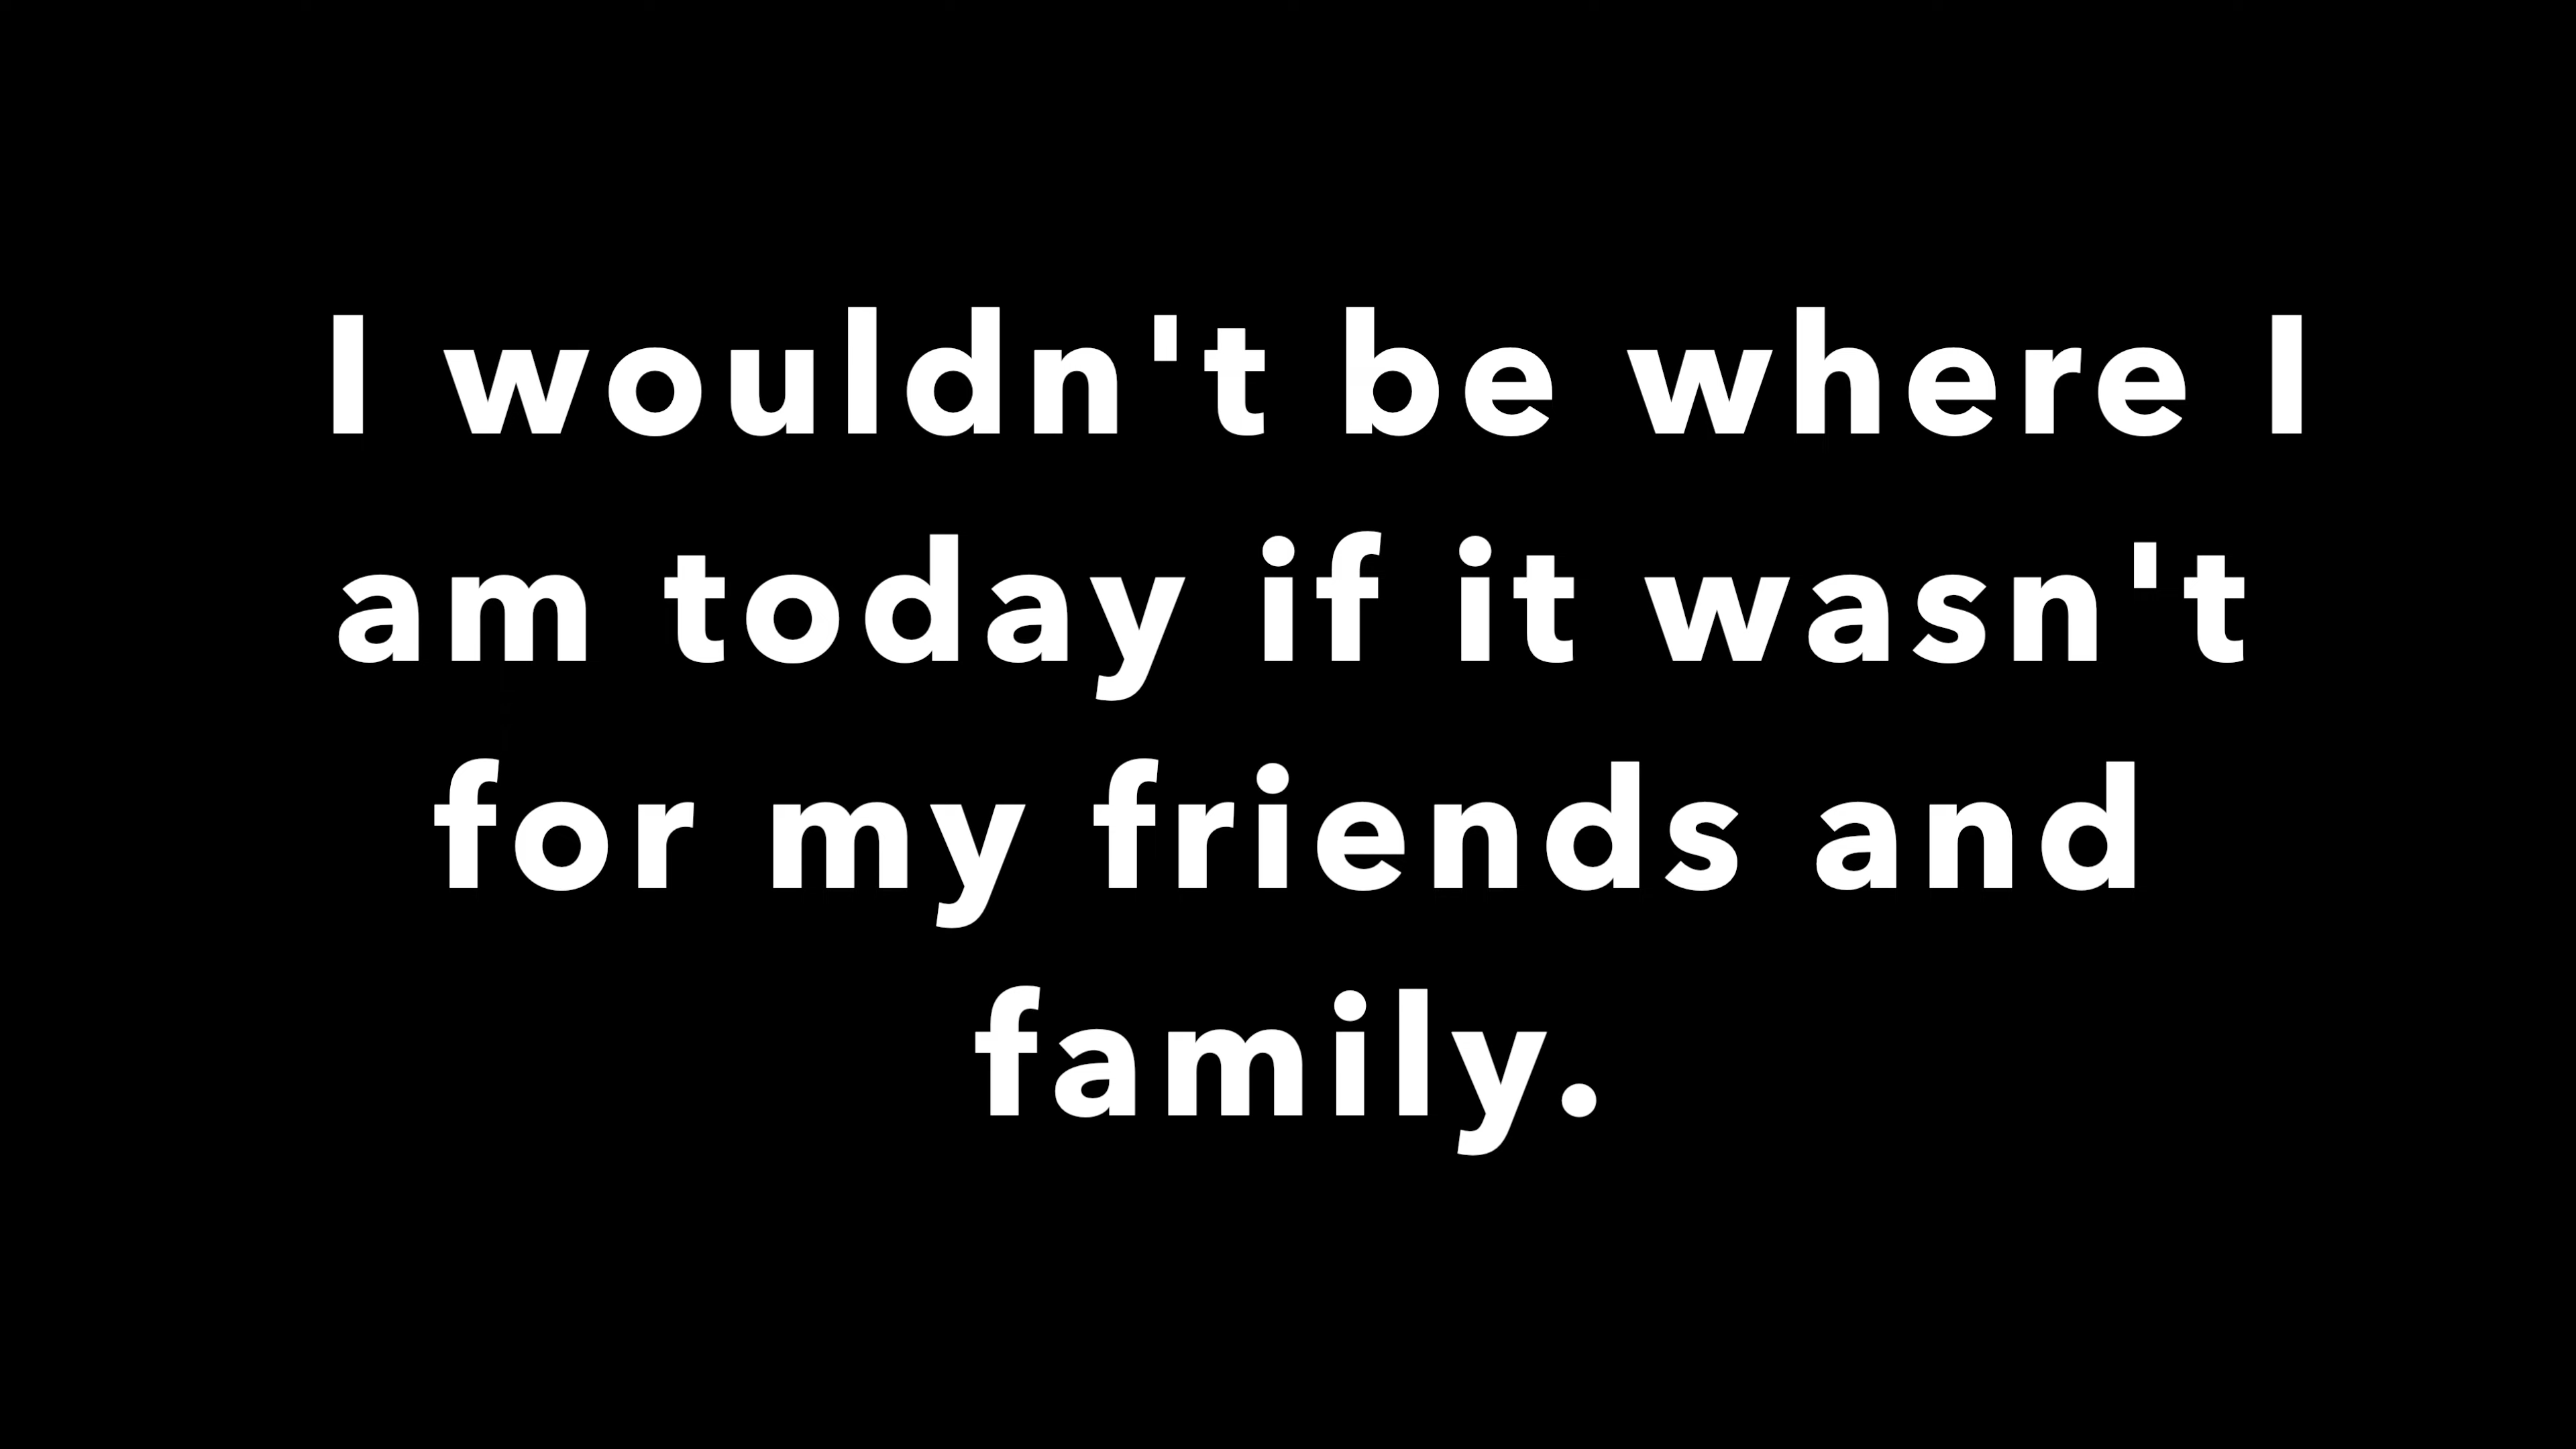 I wouldn't be where I
am today if it wasn't
for my friends and
family.